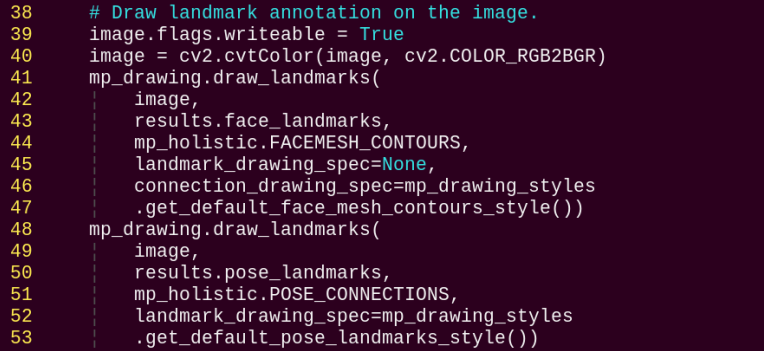 38     # Draw landmark annotation on the image.
39     image.flags.writeable = True
40     image = cv2.cvtColor(image, cv2.COLOR_RGB2BGR)
41     mp_drawing.draw_landmarks(
42         image,
43         results.face_landmarks,
44         mp_holistic.FACEMESH_CONTOURS,
45         landmark_drawing_spec=None,
46         connection_drawing_spec=mp_drawing_styles
47         .get_default_face_mesh_contours_style())
48     mp_drawing.draw_landmarks(
49         image,
50         results.pose_landmarks,
51         mp_holistic.POSE_CONNECTIONS,
52         landmark_drawing_spec=mp_drawing_styles
53         .get_default_pose_landmarks_style())